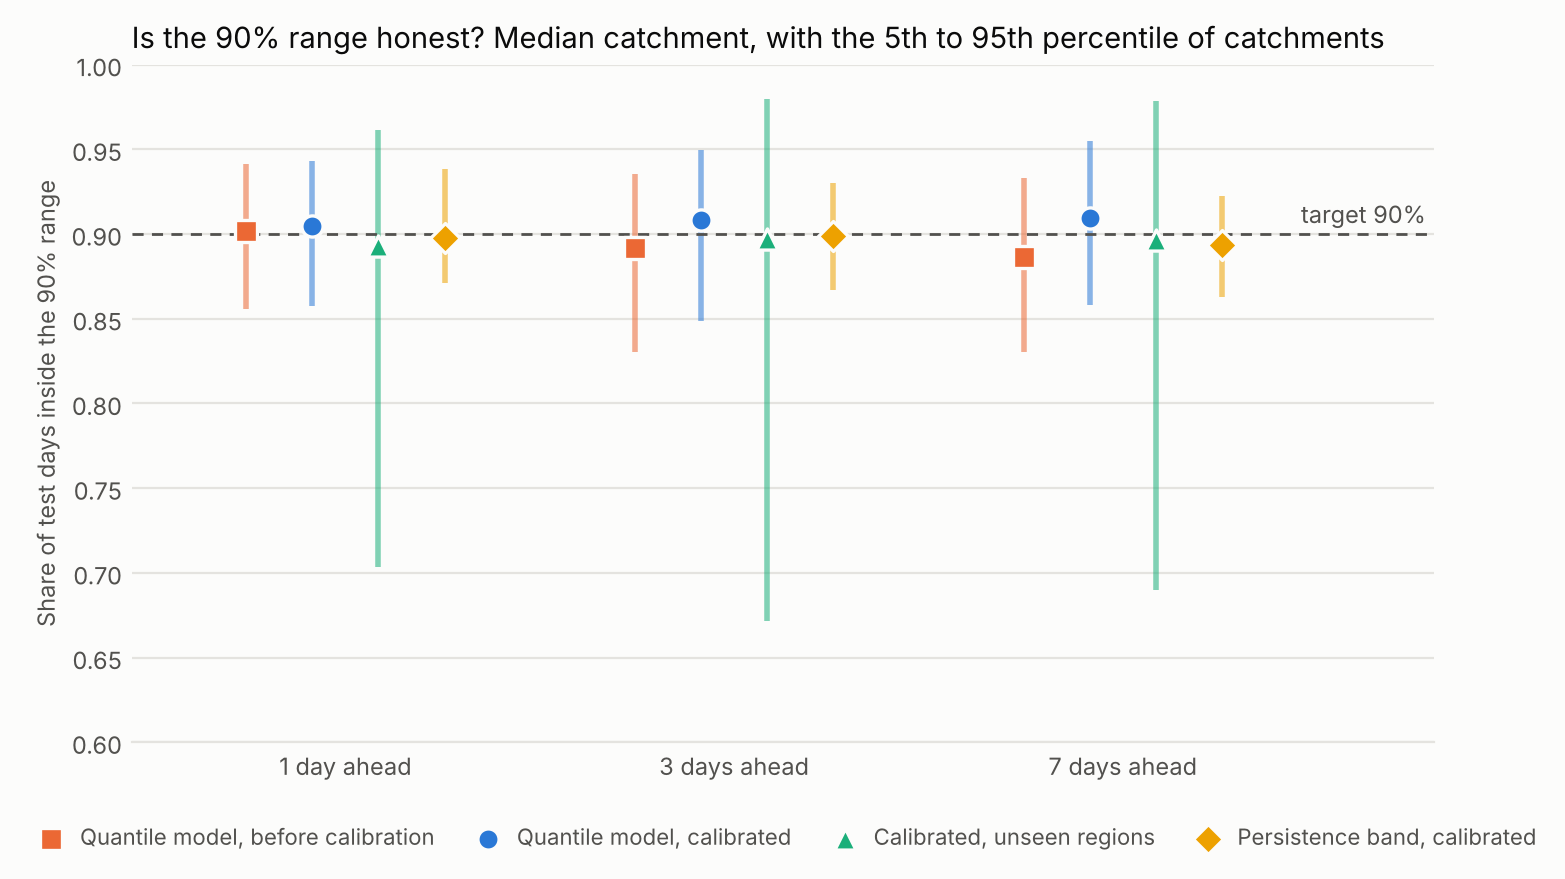 Is the 90% range honest? Median catchment, with the 5th to 95th percentile of catchments
Share of test days inside the 90% range
1.00
0.95
0.90
0.85
0.80
0.75
0.70
0.65
0.60
target 90%
1 day ahead
3 days ahead
7 days ahead
Quantile model, before calibration
Quantile model, calibrated
Calibrated, unseen regions
Persistence band, calibrated